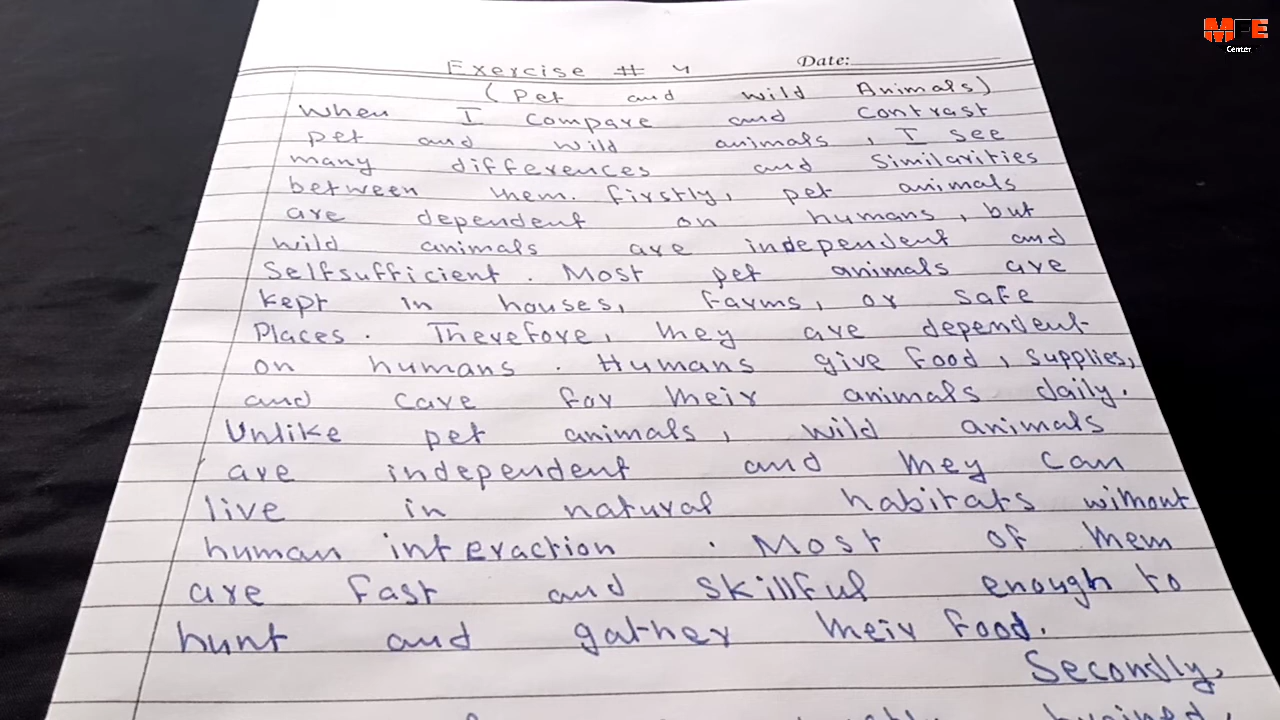 MFE
Center
Date:
Exercise # 4
(Pet and wild Animals)
When I compare and contrast
pet and wild animals, I see
many differences and similarities
between them. Firstly, pet animals
are dependent on humans, but
wild animals are independent and
Selfsufficient. Most pet animals are
kept in houses, farms, or safe
Places. Therefore, they are dependent
on humans. Humans give food, supplies,
and care for their animals daily.
Unlike pet animals, wild animals
are independent and they can
live in natural habitats without
human interaction. Most of them
are fast and skillful enough to
hunt and gather their food.
Secondly,
trained,